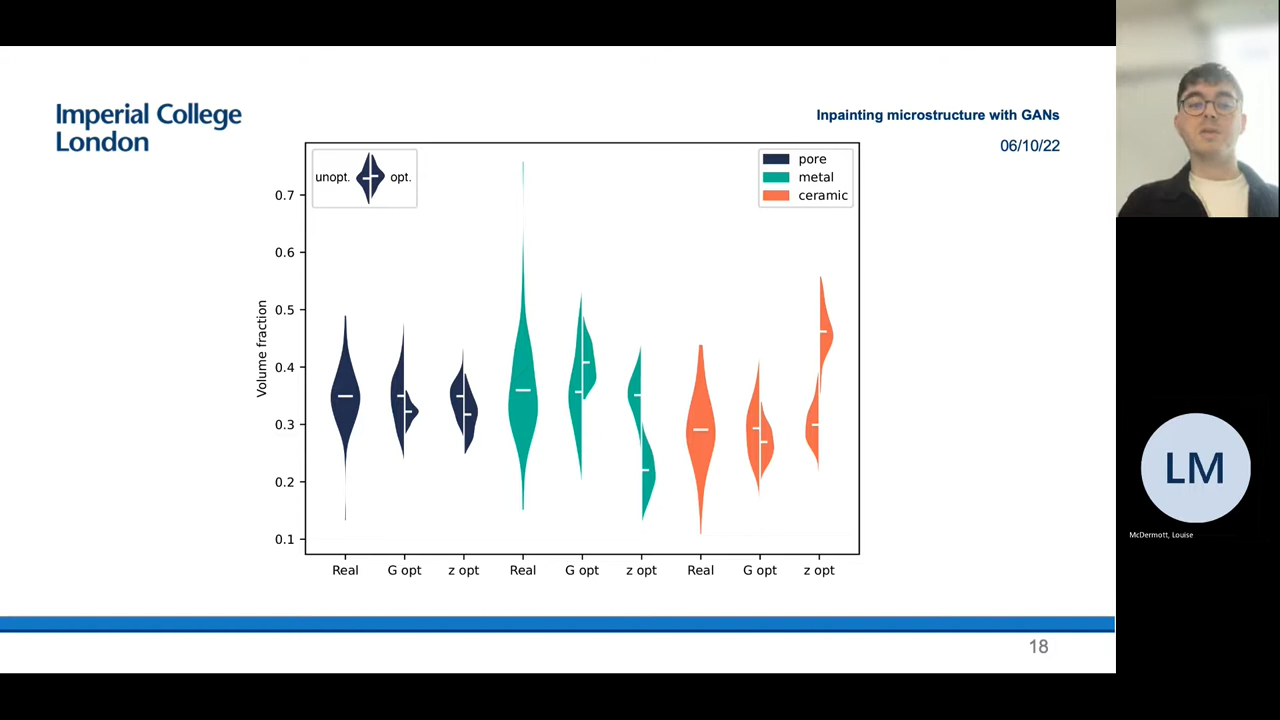 Imperial College
London
Inpainting microstructure with GANs
06/10/22
unopt. opt.
pore
metal
ceramic
Volume fraction
0.7
0.6
0.5
0.4
0.3
0.2
0.1
Real G opt z opt Real G opt z opt Real G opt z opt
18
LM
McDermott, Louise